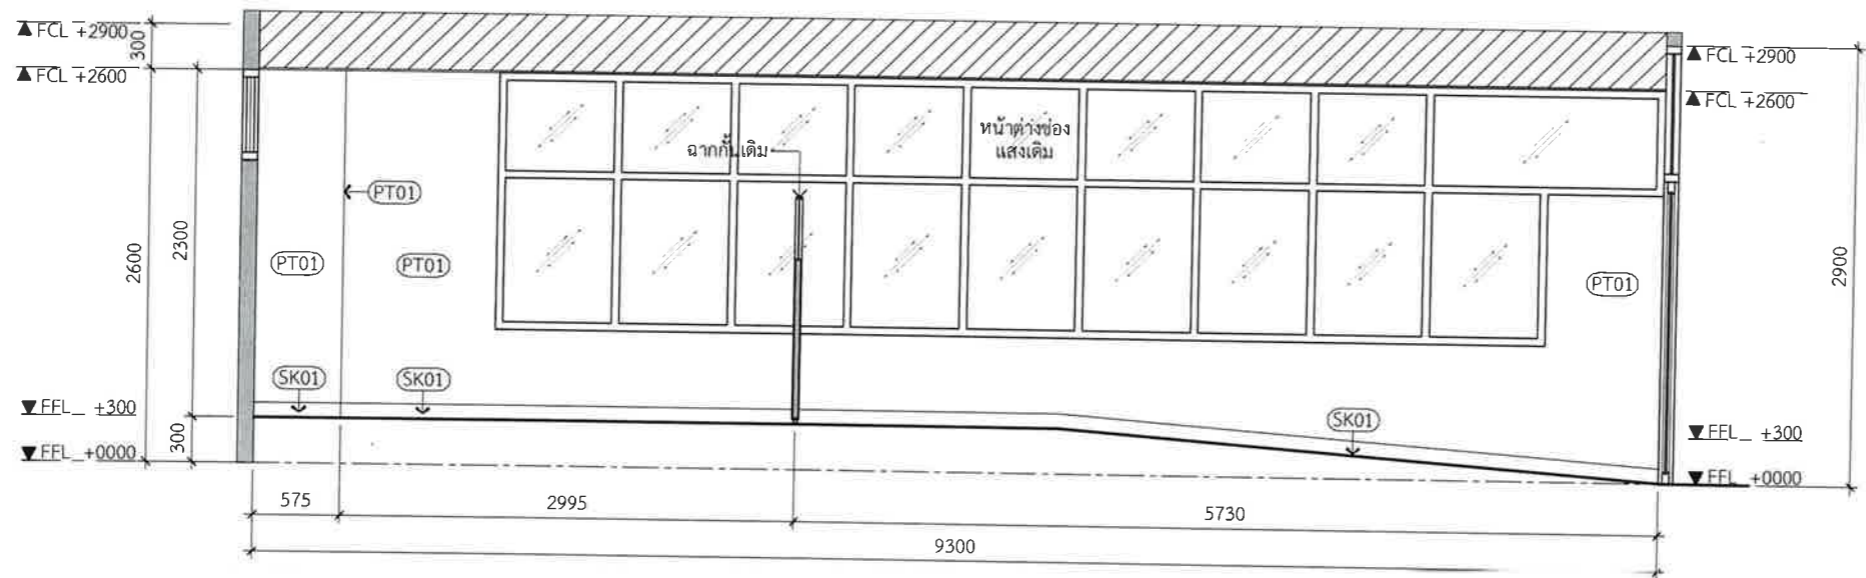 FCL +2900
300
FCL +2900
FCL +2600
FCL +2600
หน้าต่างช่อง
แสงเดิม
ฉากกั้นเดิม
PT01
2300
2600
2900
PT01
PT01
PT01
SK01
SK01
SK01
FFL +300
300
FFL +300
FFL +0000
FFL +0000
575
2995
5730
9300